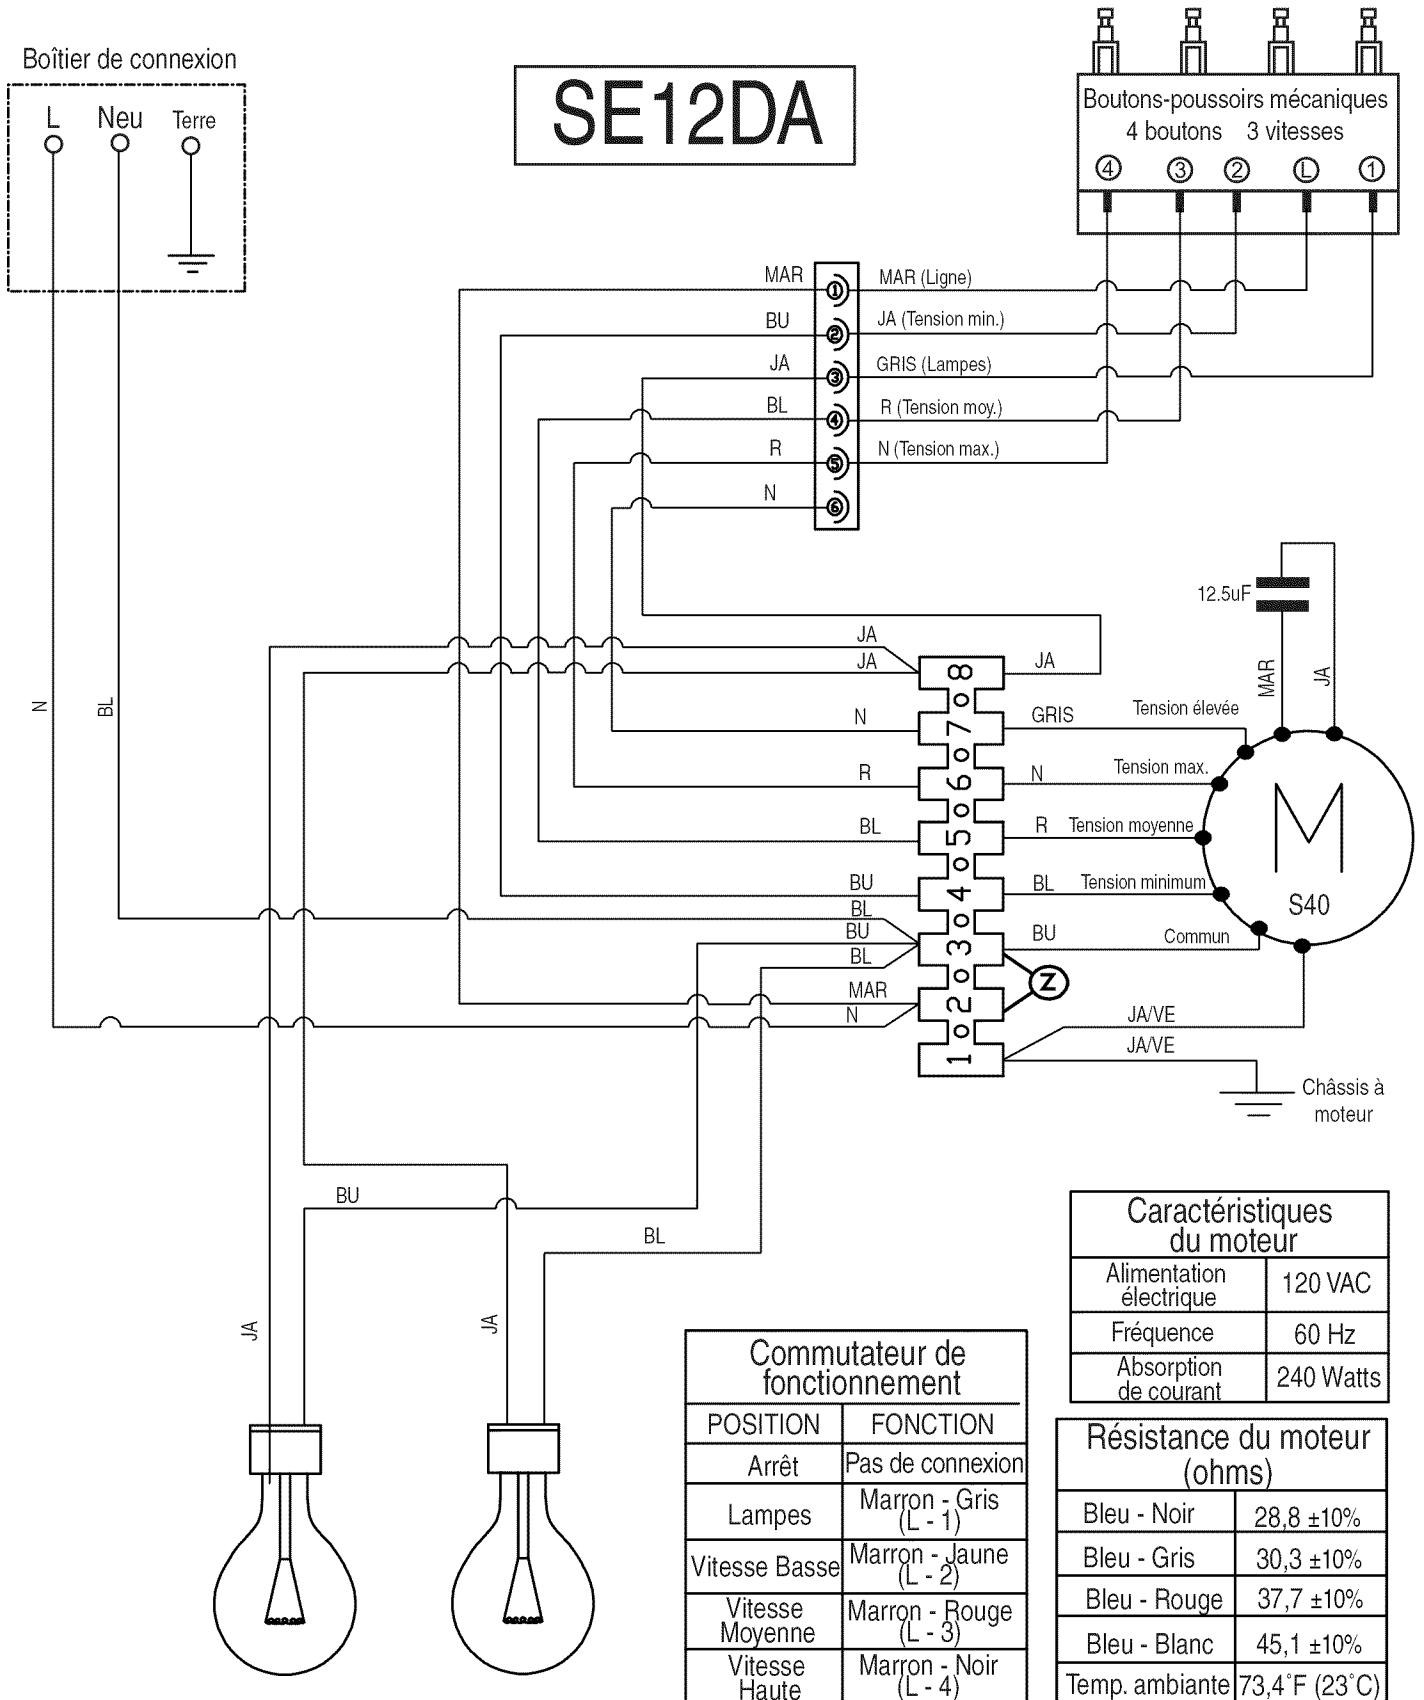 Boîtier de connexion
L Neu Terre
SE12DA
Boutons-poussoirs mécaniques
4 boutons 3 vitesses
4 3 2 L 1
MAR 1 MAR (Ligne)
BU 2 JA (Tension min.)
JA 3 GRIS (Lampes)
BL 4 R (Tension moy.)
R 5 N (Tension max.)
N 6
12.5uF
MAR
JA
N
BL
JA
JA 8 JA
N 7 GRIS Tension élevée
R 6 N Tension max.
BL 5 R Tension moyenne
BU 4 BL Tension minimum
M
S40
BL
BU 3 BU Commun
BL
Z
MAR 2
N
1 JA/VE
JA/VE
Châssis à
moteur
BU
BL
JA
JA
Caractéristiques
du moteur
Alimentation
électrique 120 VAC
Fréquence 60 Hz
Absorption
de courant 240 Watts
Commutateur de
fonctionnement
POSITION FONCTION
Arrêt Pas de connexion
Lampes Marron - Gris
(L - 1)
Vitesse Basse Marron - Jaune
(L - 2)
Vitesse
Moyenne Marron - Rouge
(L - 3)
Vitesse
Haute Marron - Noir
(L - 4)
Résistance du moteur
(ohms)
Bleu - Noir 28,8 ±10%
Bleu - Gris 30,3 ±10%
Bleu - Rouge 37,7 ±10%
Bleu - Blanc 45,1 ±10%
Temp. ambiante 73,4°F (23°C)